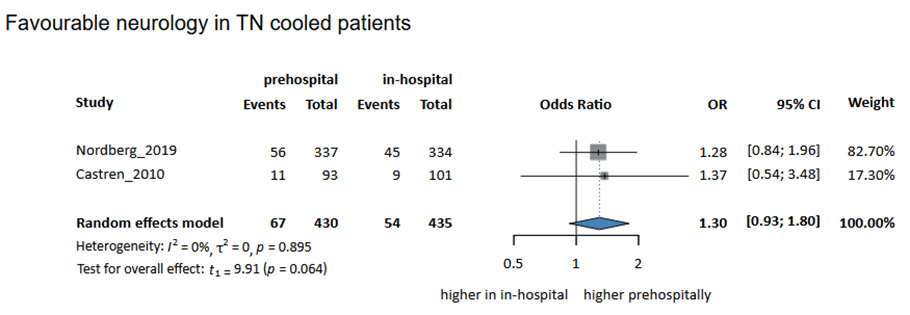 Favourable neurology in TN cooled patients
prehospital in-hospital
Study Events Total Events Total Odds Ratio OR 95% CI Weight
Nordberg_2019 56 337 45 334 1.28 [0.84; 1.96] 82.70%
Castren_2010 11 93 9 101 1.37 [0.54; 3.48] 17.30%
Random effects model 67 430 54 435 1.30 [0.93; 1.80] 100.00%
Heterogeneity: I² = 0%, τ² = 0, p = 0.895
Test for overall effect: t₁ = 9.91 (p = 0.064)
0.5 1 2
higher in in-hospital higher prehospitally